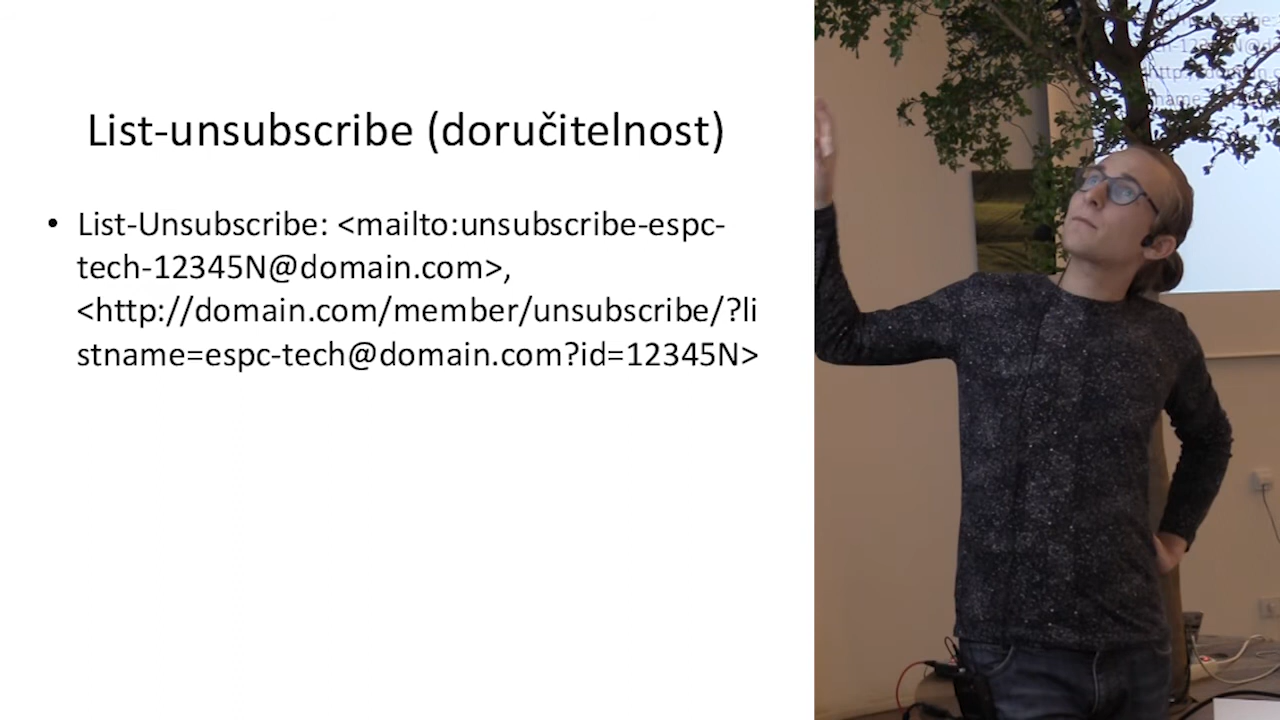 List-unsubscribe (doručitelnost)
• List-Unsubscribe: <mailto:unsubscribe-espc-
tech-12345N@domain.com>,
<http://domain.com/member/unsubscribe/?li
stname=espc-tech@domain.com?id=12345N>